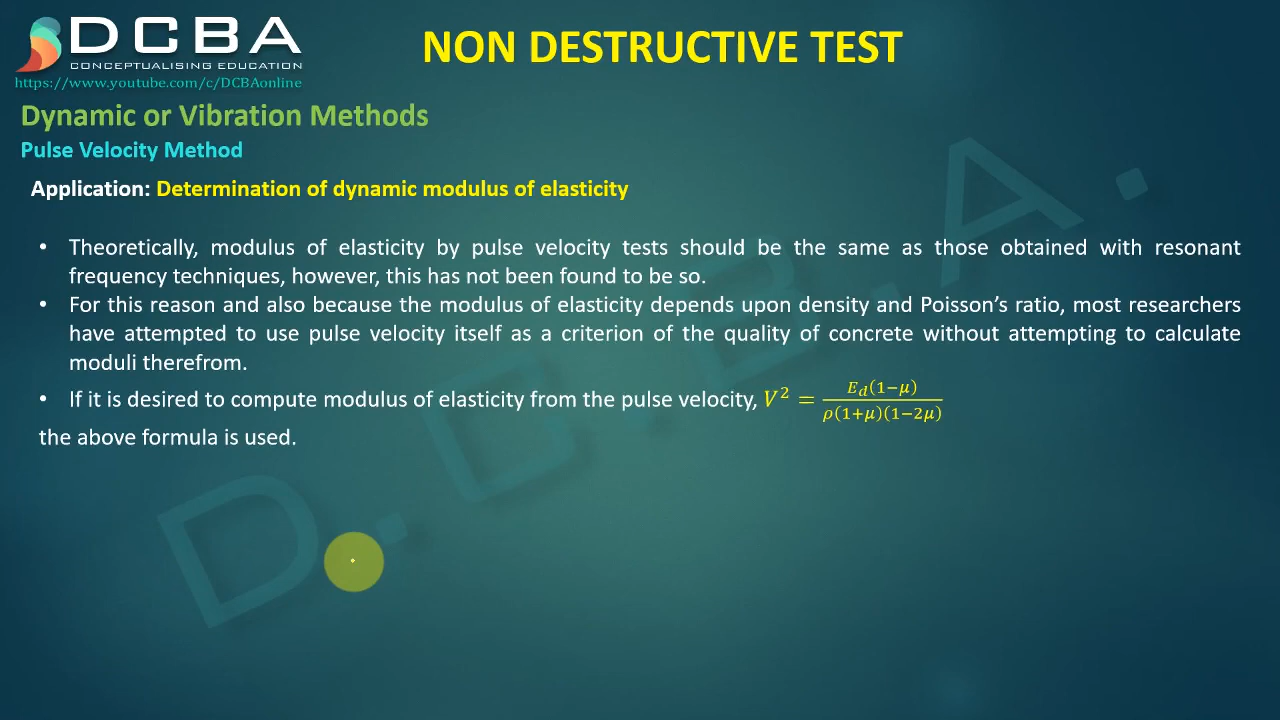 DCBA
CONCEPTUALISING EDUCATION
https://www.youtube.com/c/DCBAonline
NON DESTRUCTIVE TEST
Dynamic or Vibration Methods
Pulse Velocity Method
Application: Determination of dynamic modulus of elasticity
• Theoretically, modulus of elasticity by pulse velocity tests should be the same as those obtained with resonant
frequency techniques, however, this has not been found to be so.
• For this reason and also because the modulus of elasticity depends upon density and Poisson's ratio, most researchers
have attempted to use pulse velocity itself as a criterion of the quality of concrete without attempting to calculate
moduli therefrom.
• If it is desired to compute modulus of elasticity from the pulse velocity, V² = E_d(1−μ) / ρ(1+μ)(1−2μ)
the above formula is used.
D.C.B.A.